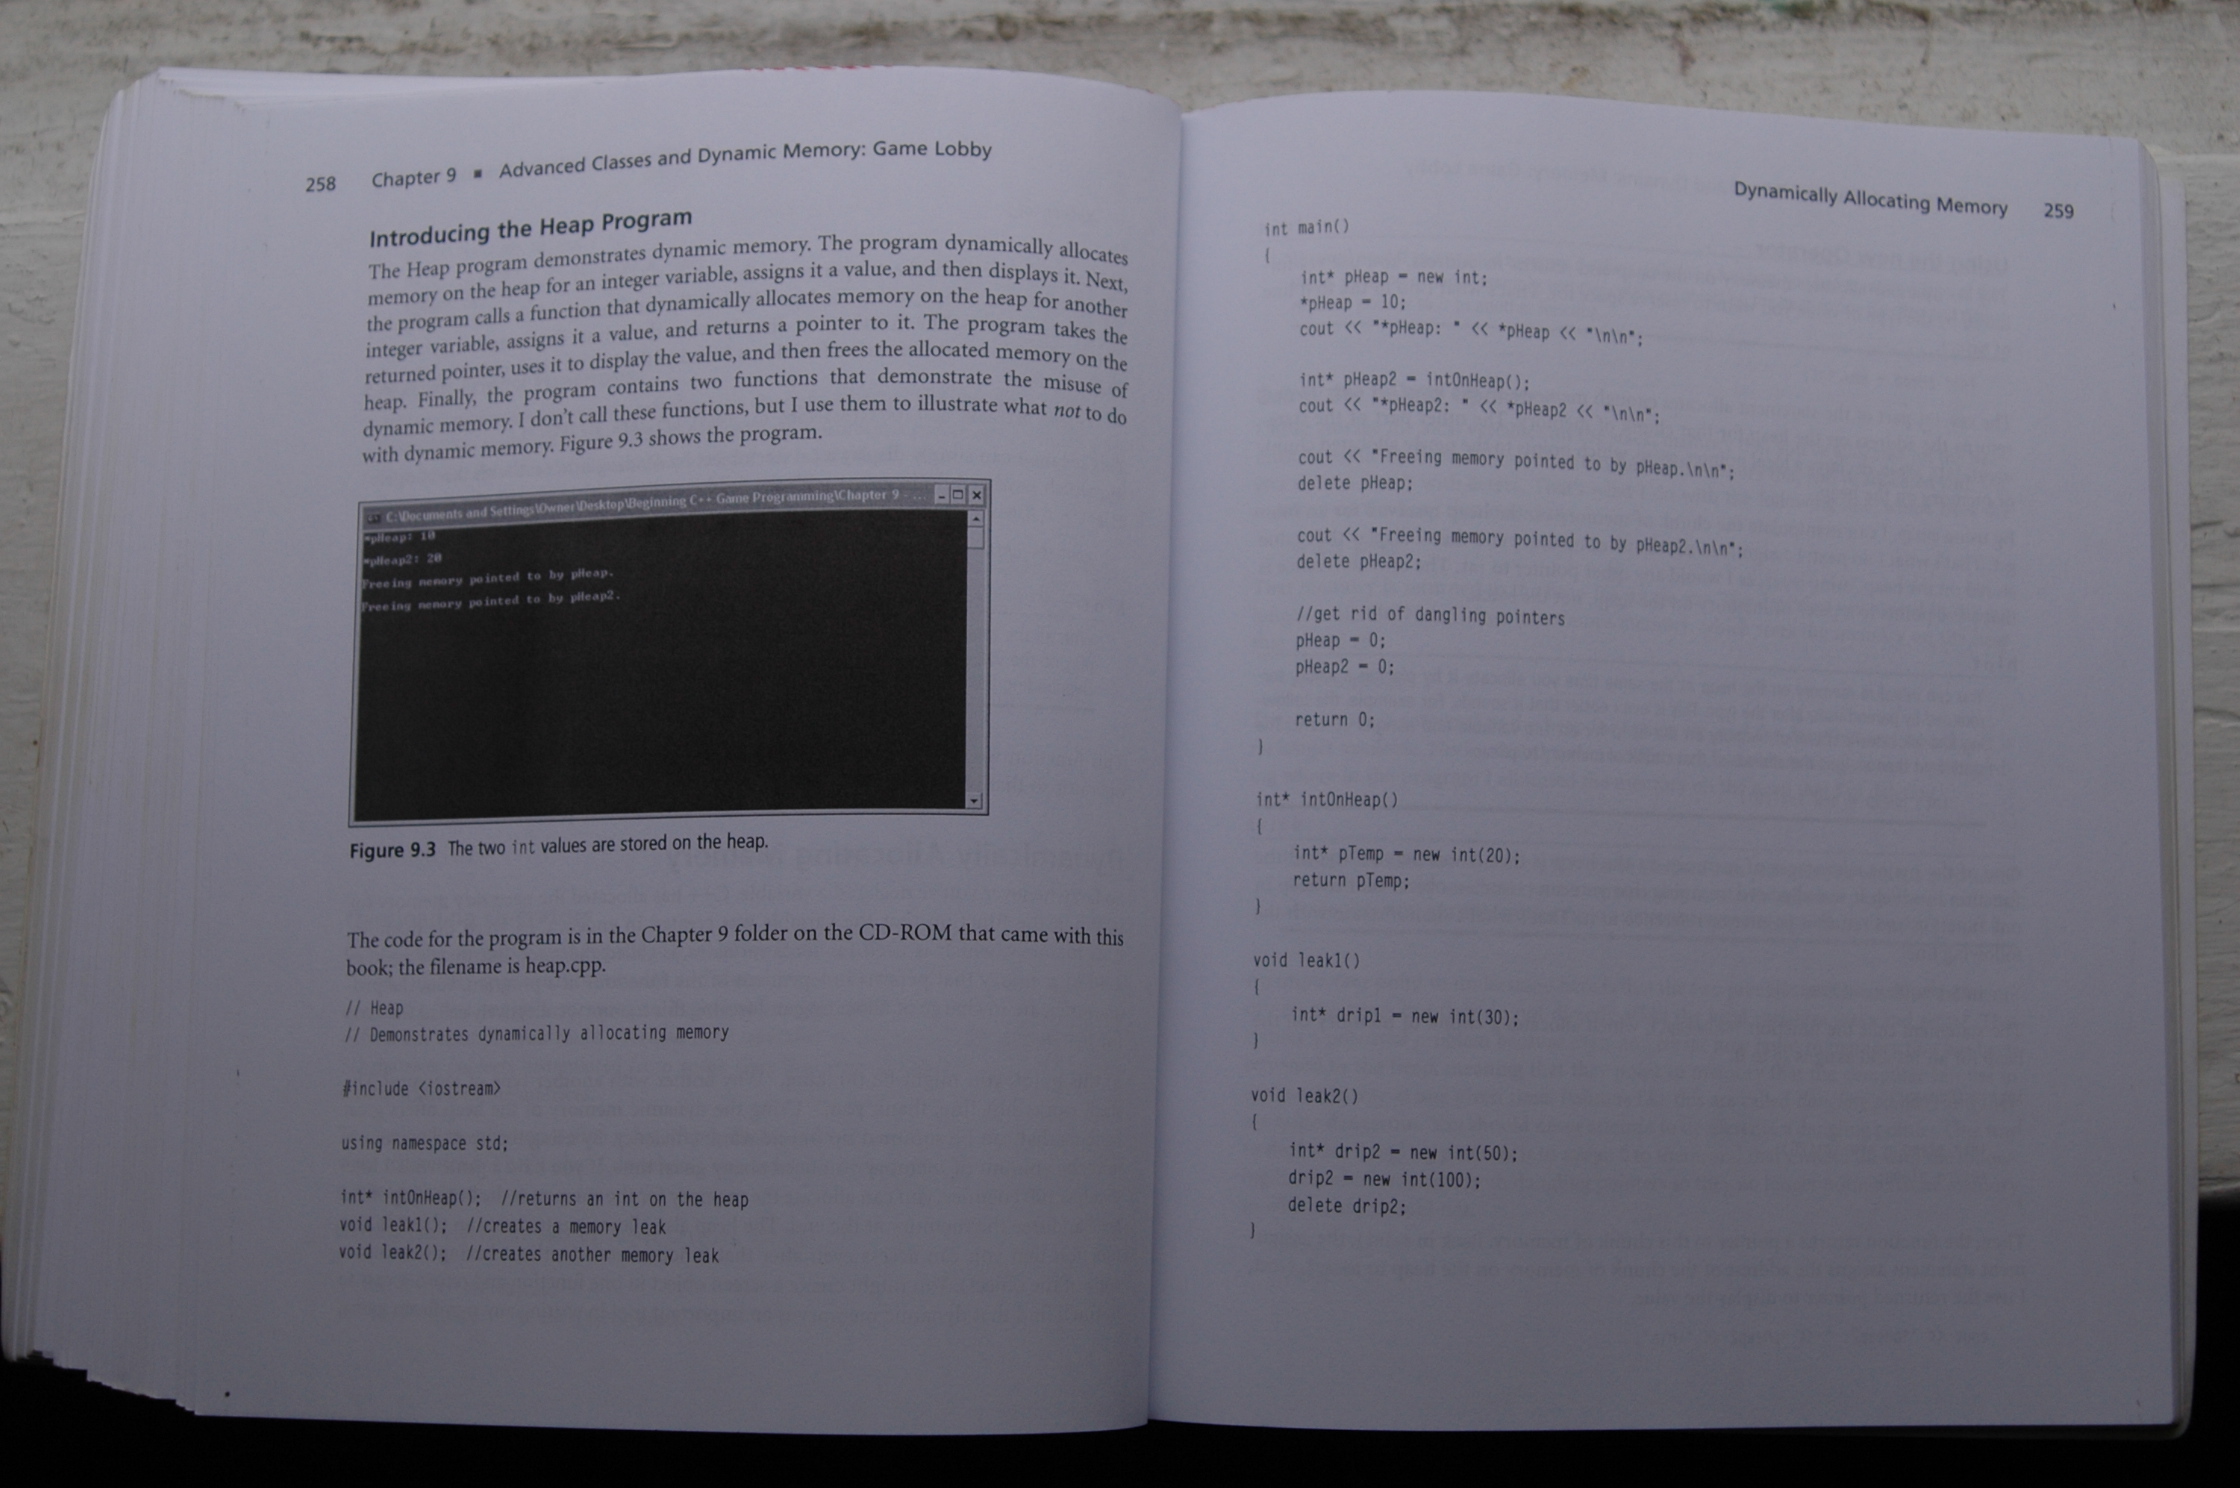 258 Chapter 9 ▪ Advanced Classes and Dynamic Memory: Game Lobby
Introducing the Heap Program
The Heap program demonstrates dynamic memory. The program dynamically allocates
memory on the heap for an integer variable, assigns it a value, and then displays it. Next,
the program calls a function that dynamically allocates memory on the heap for another
integer variable, assigns it a value, and returns a pointer to it. The program takes the
returned pointer, uses it to display the value, and then frees the allocated memory on the
heap. Finally, the program contains two functions that demonstrate the misuse of
dynamic memory. I don't call these functions, but I use them to illustrate what not to do
with dynamic memory. Figure 9.3 shows the program.
C:\Documents and Settings\Owner\Desktop\Beginning C++ Game Programming\Chapter 9 - ...
*pHeap: 10
*pHeap2: 20
Freeing memory pointed to by pHeap.
Freeing memory pointed to by pHeap2.
Figure 9.3 The two int values are stored on the heap.
The code for the program is in the Chapter 9 folder on the CD-ROM that came with this
book; the filename is heap.cpp.
// Heap
// Demonstrates dynamically allocating memory
#include <iostream>
using namespace std;
int* intOnHeap(); //returns an int on the heap
void leak1(); //creates a memory leak
void leak2(); //creates another memory leak
Dynamically Allocating Memory 259
int main()
{
int* pHeap = new int;
*pHeap = 10;
cout << "*pHeap: " << *pHeap << "\n\n";
int* pHeap2 = intOnHeap();
cout << "*pHeap2: " << *pHeap2 << "\n\n";
cout << "Freeing memory pointed to by pHeap.\n\n";
delete pHeap;
cout << "Freeing memory pointed to by pHeap2.\n\n";
delete pHeap2;
//get rid of dangling pointers
pHeap = 0;
pHeap2 = 0;
return 0;
}
int* intOnHeap()
{
int* pTemp = new int(20);
return pTemp;
}
void leak1()
{
int* drip1 = new int(30);
}
void leak2()
{
int* drip2 = new int(50);
drip2 = new int(100);
delete drip2;
}